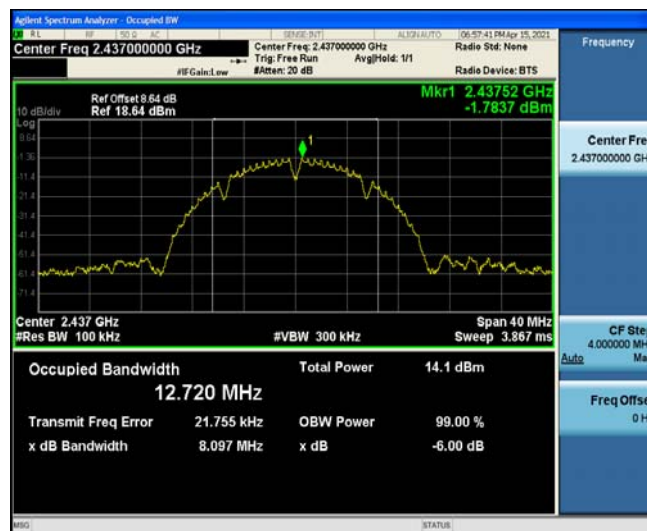 Agilent Spectrum Analyzer - Occupied BW
RL RF 50 Ω AC SENSE:INT ALIGN AUTO 06:57:41 PM Apr 15, 2021
Center Freq 2.437000000 GHz
Center Freq: 2.437000000 GHz
Radio Std: None
Trig: Free Run Avg|Hold: 1/1
#IFGain:Low #Atten: 20 dB Radio Device: BTS
Frequency
Ref Offset 8.64 dB
Mkr1 2.43752 GHz
10 dB/div Ref 18.64 dBm -1.7837 dBm
Log
8.64
1
-1.36
-11.4
-21.4
-31.4
-41.4
-51.4
-61.4
-71.4
Center Fre
2.437000000 GH
Center 2.437 GHz Span 40 MHz
#Res BW 100 kHz #VBW 300 kHz Sweep 3.867 ms
CF Ste
4.000000 MH
Auto Ma
Occupied Bandwidth Total Power 14.1 dBm
12.720 MHz
Transmit Freq Error 21.755 kHz OBW Power 99.00 %
x dB Bandwidth 8.097 MHz x dB -6.00 dB
Freq Offse
0 H
MSG STATUS